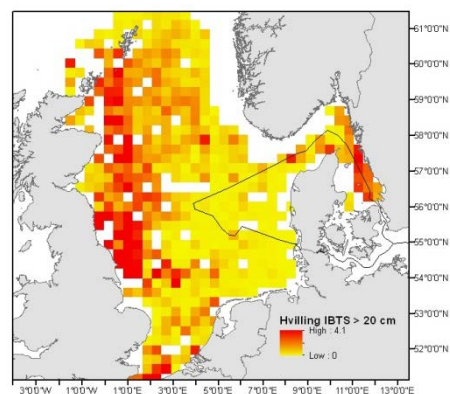 61°0'0"N
60°0'0"N
59°0'0"N
58°0'0"N
57°0'0"N
56°0'0"N
55°0'0"N
54°0'0"N
53°0'0"N
Hvilling IBTS > 20 cm
High : 4.1
Low : 0
52°0'0"N
3°0'0"W 1°0'0"W 1°0'0"E 3°0'0"E 5°0'0"E 7°0'0"E 9°0'0"E 11°0'0"E 13°0'0"E